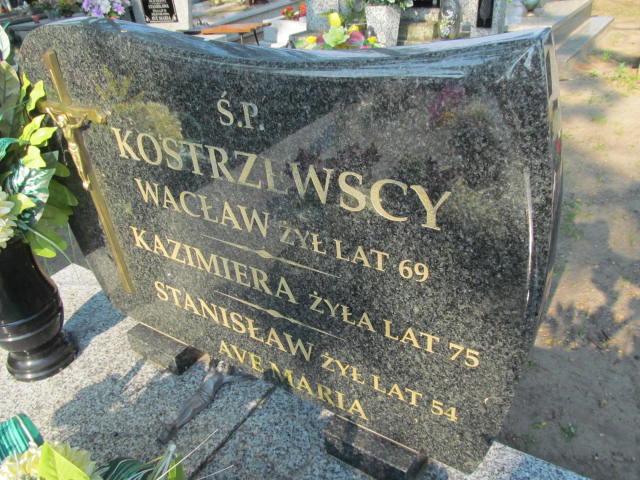 Ś.P.
KOSTRZEWSCY
WACŁAW ŻYŁ LAT 69
KAZIMIERA ŻYŁA LAT 75
STANISŁAW ŻYŁ LAT 54
AVE MARIA